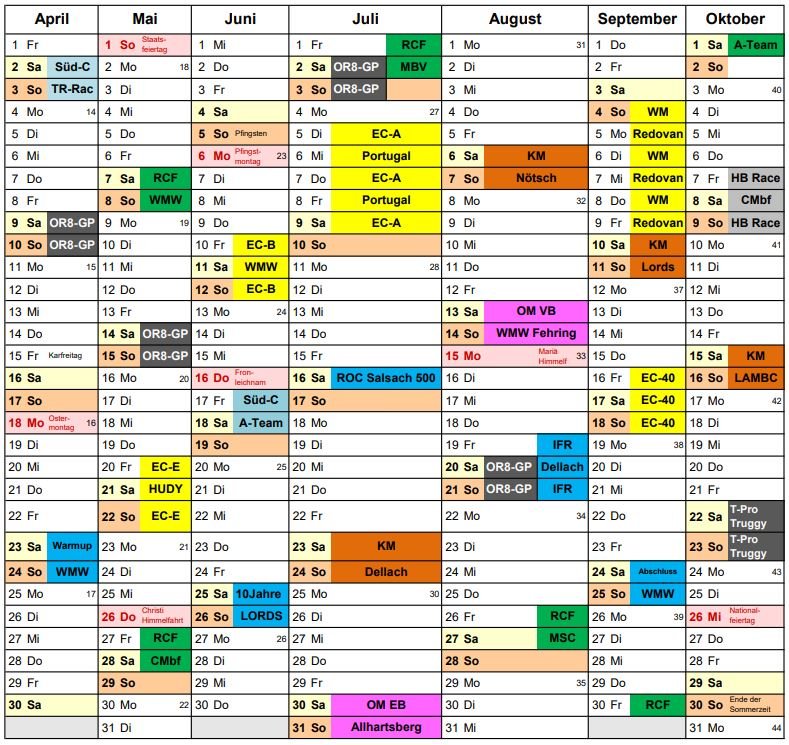 April Mai Juni Juli August September Oktober
1 Fr 1 So Staats-feiertag 1 Mi 1 Fr RCF 1 Mo 31 1 Do 1 Sa A-Team
2 Sa Süd-C 2 Mo 18 2 Do 2 Sa OR8-GP MBV 2 Di 2 Fr 2 So
3 So TR-Rac 3 Di 3 Fr 3 So OR8-GP 3 Mi 3 Sa 3 Mo 40
4 Mo 14 4 Mi 4 Sa 4 Mo 27 4 Do 4 So WM 4 Di
5 Di 5 Do 5 So Pfingsten 5 Di EC-A 5 Fr 5 Mo Redovan 5 Mi
6 Mi 6 Fr 6 Mo Pfingst-montag 23 6 Mi Portugal 6 Sa KM 6 Di WM 6 Do
7 Do 7 Sa RCF 7 Di 7 Do EC-A 7 So Nötsch 7 Mi Redovan 7 Fr HB Race
8 Fr 8 So WMW 8 Mi 8 Fr Portugal 8 Mo 32 8 Do WM 8 Sa CMbf
9 Sa OR8-GP 9 Mo 19 9 Do 9 Sa EC-A 9 Di 9 Fr Redovan 9 So HB Race
10 So OR8-GP 10 Di 10 Fr EC-B 10 So 10 Mi 10 Sa KM 10 Mo 41
11 Mo 15 11 Mi 11 Sa WMW 11 Mo 28 11 Do 11 So Lords 11 Di
12 Di 12 Do 12 So EC-B 12 Di 12 Fr 12 Mo 37 12 Mi
13 Mi 13 Fr 13 Mo 24 13 Mi 13 Sa OM VB 13 Di 13 Do
14 Do 14 Sa OR8-GP 14 Di 14 Do 14 So WMW Fehring 14 Mi 14 Fr
15 Fr Karfreitag 15 So OR8-GP 15 Mi 15 Fr 15 Mo Mariä Himmelf 33 15 Do 15 Sa KM
16 Sa 16 Mo 20 16 Do Fron-leichnam 16 Sa ROC Salsach 500 16 Di 16 Fr EC-40 16 So LAMBC
17 So 17 Di 17 Fr Süd-C 17 So 17 Mi 17 Sa EC-40 17 Mo 42
18 Mo Oster-montag 16 18 Mi 18 Sa A-Team 18 Mo 29 18 Do 18 So EC-40 18 Di
19 Di 19 Do 19 So 19 Di 19 Fr IFR 19 Mo 38 19 Mi
20 Mi 20 Fr EC-E 20 Mo 25 20 Mi 20 Sa OR8-GP Dellach 20 Di 20 Do
21 Do 21 Sa HUDY 21 Di 21 Do 21 So OR8-GP IFR 21 Mi 21 Fr
22 Fr 22 So EC-E 22 Mi 22 Fr 22 Mo 34 22 Do 22 Sa T-Pro Truggy
23 Sa Warmup 23 Mo 21 23 Do 23 Sa KM 23 Di 23 Fr 23 So T-Pro Truggy
24 So WMW 24 Di 24 Fr 24 So Dellach 24 Mi 24 Sa Abschluss 24 Mo 43
25 Mo 17 25 Mi 25 Sa 10Jahre 25 Mo 30 25 Do 25 So WMW 25 Di
26 Di 26 Do Christi Himmelfahrt 26 So LORDS 26 Di 26 Fr RCF 26 Mo 39 26 Mi National-feiertag
27 Mi 27 Fr RCF 27 Mo 26 27 Mi 27 Sa MSC 27 Di 27 Do
28 Do 28 Sa CMbf 28 Di 28 Do 28 So 28 Mi 28 Fr
29 Fr 29 So 29 Mi 29 Fr 29 Mo 35 29 Do 29 Sa
30 Sa 30 Mo 22 30 Do 30 Sa OM EB 30 Di 30 Fr RCF 30 So Ende der Sommerzeit
31 Di 31 So Allhartsberg 31 Mi 31 Mo 44